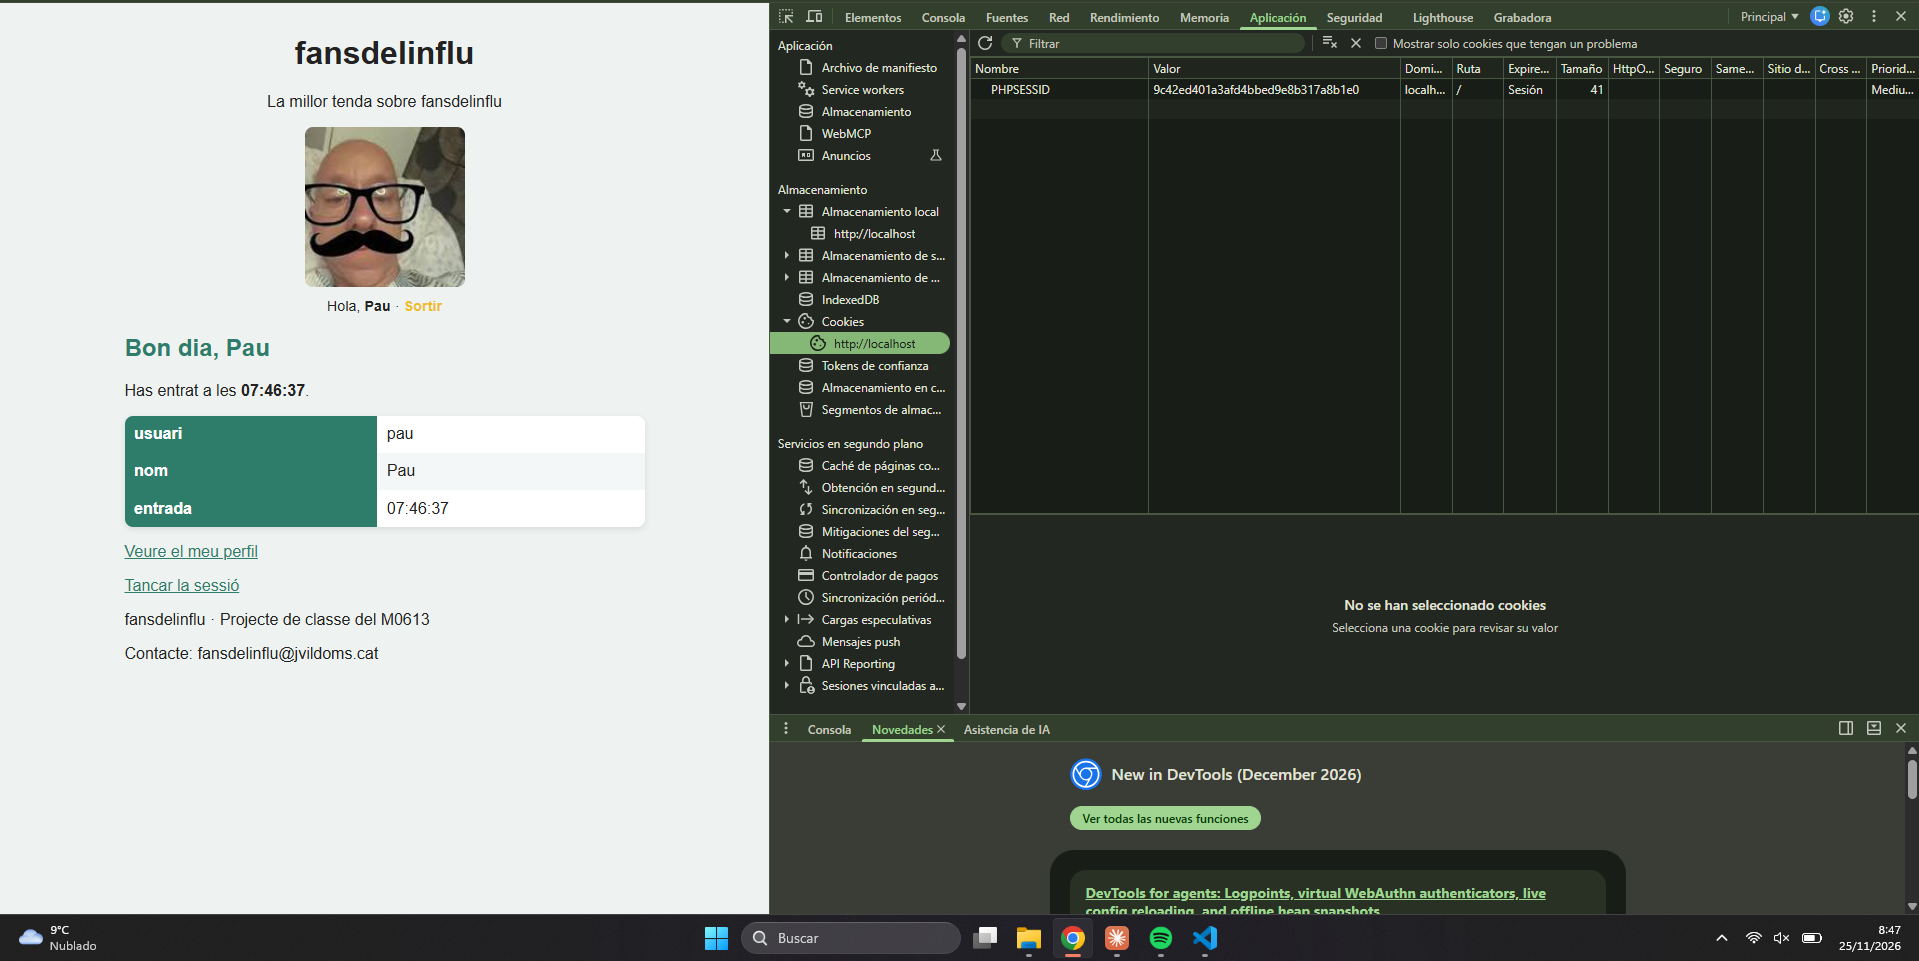 fansdelinflu
La millor tenda sobre fansdelinflu
Hola, Pau · Sortir
Bon dia, Pau
Has entrat a les 07:46:37.
usuari pau
nom Pau
entrada 07:46:37
Veure el meu perfil
Tancar la sessió
fansdelinflu · Projecte de classe del M0613
Contacte: fansdelinflu@jvildoms.cat
Elementos Consola Fuentes Red Rendimiento Memoria Aplicación Seguridad Lighthouse Grabadora Principal
Aplicación
Archivo de manifiesto
Service workers
Almacenamiento
WebMCP
Anuncios
Almacenamiento
Almacenamiento local
http://localhost
Almacenamiento de s...
Almacenamiento de ...
IndexedDB
Cookies
http://localhost
Tokens de confianza
Almacenamiento en c...
Segmentos de almac...
Servicios en segundo plano
Caché de páginas co...
Obtención en segund...
Sincronización en seg...
Mitigaciones del seg...
Notificaciones
Controlador de pagos
Sincronización periód...
Cargas especulativas
Mensajes push
API Reporting
Sesiones vinculadas a...
Filtrar Mostrar solo cookies que tengan un problema
Nombre Valor Domi... Ruta Expire... Tamaño HttpO... Seguro Same... Sitio d... Cross ... Priorid...
PHPSESSID 9c42ed401a3afd4bbed9e8b317a8b1e0 localh... / Sesión 41 Mediu...
No se han seleccionado cookies
Selecciona una cookie para revisar su valor
Consola Novedades Asistencia de IA
New in DevTools (December 2026)
Ver todas las nuevas funciones
DevTools for agents: Logpoints, virtual WebAuthn authenticators, live
config reloading, and offline heap snapshots
9°C
Nublado
Buscar
8:47
25/11/2026